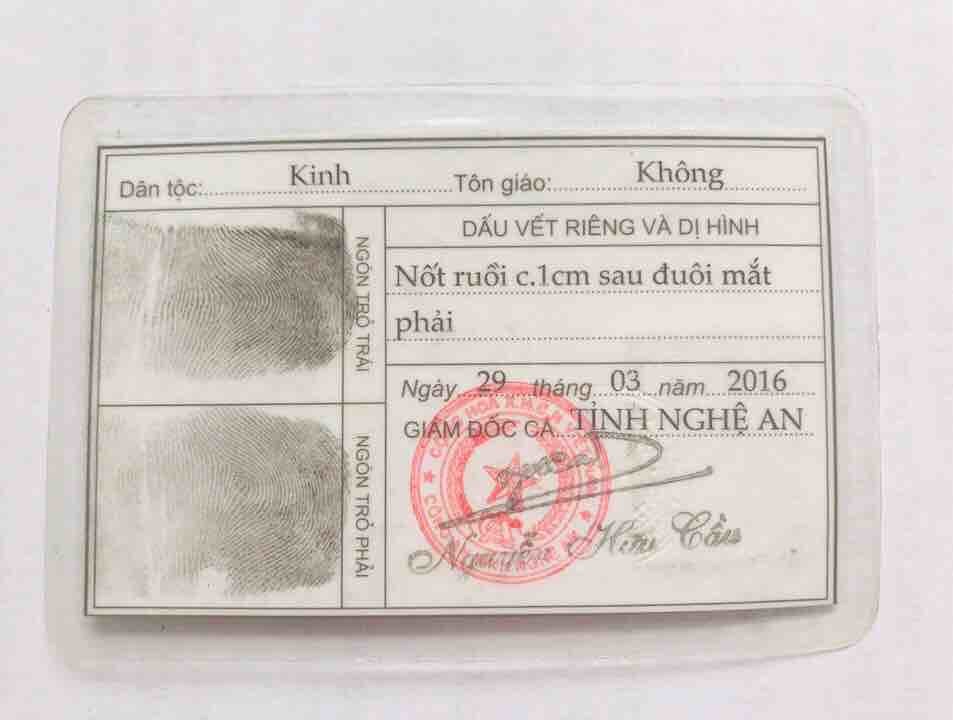 Dân tộc: Kinh Tôn giáo: Không
NGÓN TRỎ TRÁI
NGÓN TRỎ PHẢI
DẤU VẾT RIÊNG VÀ DỊ HÌNH
Nốt ruồi c.1cm sau đuôi mắt
phải
Ngày 29 tháng 03 năm 2016
GIÁM ĐỐC CA TỈNH NGHỆ AN
Nguyễn Hữu Cầu